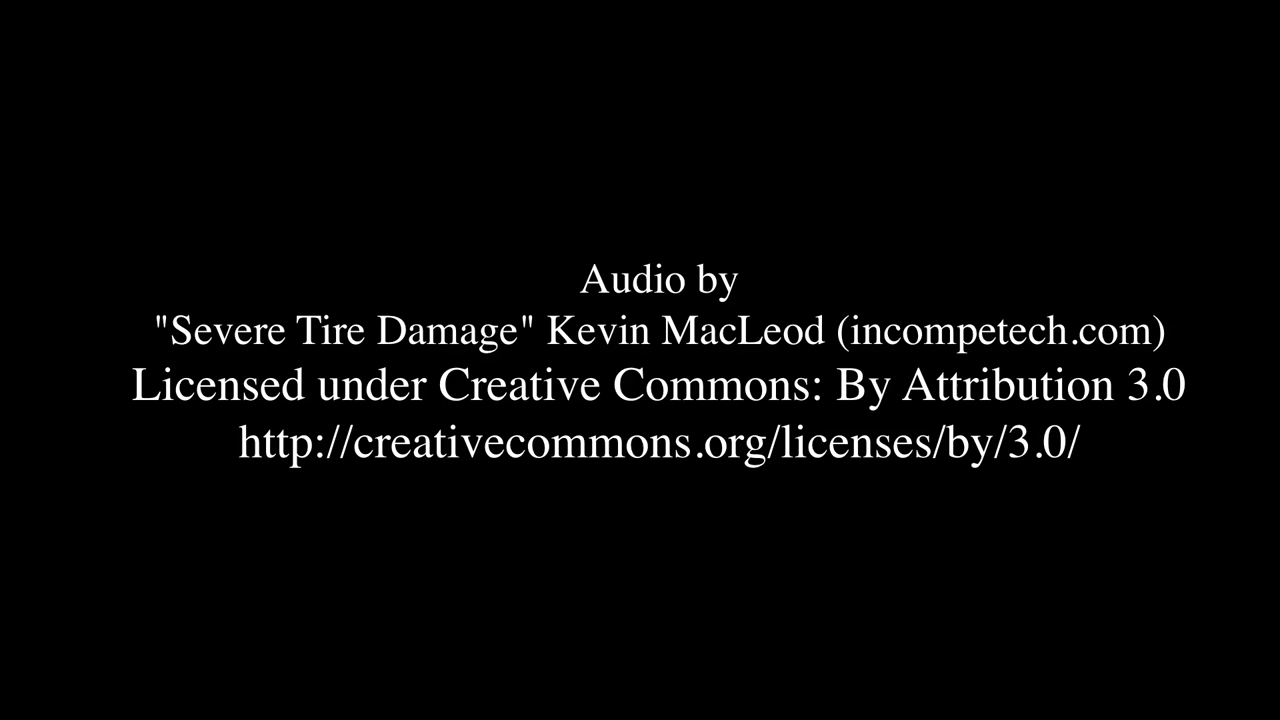 Audio by
"Severe Tire Damage" Kevin MacLeod (incompetech.com)
Licensed under Creative Commons: By Attribution 3.0
http://creativecommons.org/licenses/by/3.0/